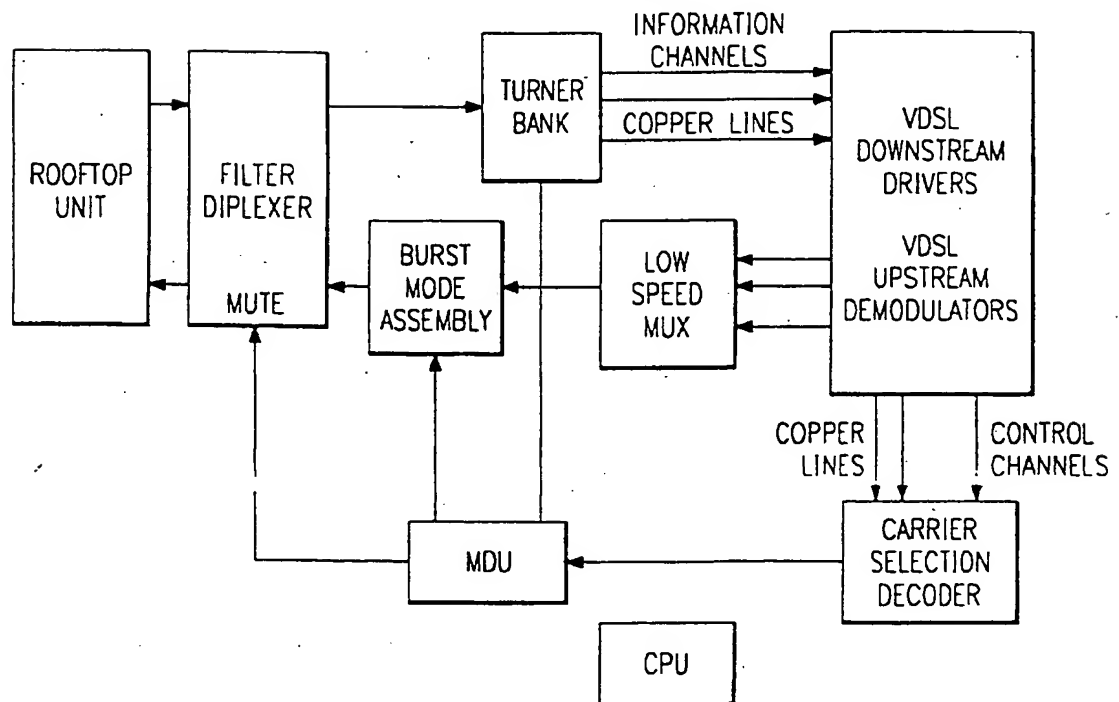 INFORMATION
CHANNELS
ROOFTOP
UNIT
FILTER
DIPLEXER
MUTE
TURNER
BANK
COPPER LINES
VDSL
DOWNSTREAM
DRIVERS
VDSL
UPSTREAM
DEMODULATORS
BURST
MODE
ASSEMBLY
LOW
SPEED
MUX
COPPER
LINES
CONTROL
CHANNELS
MDU
CARRIER
SELECTION
DECODER
CPU